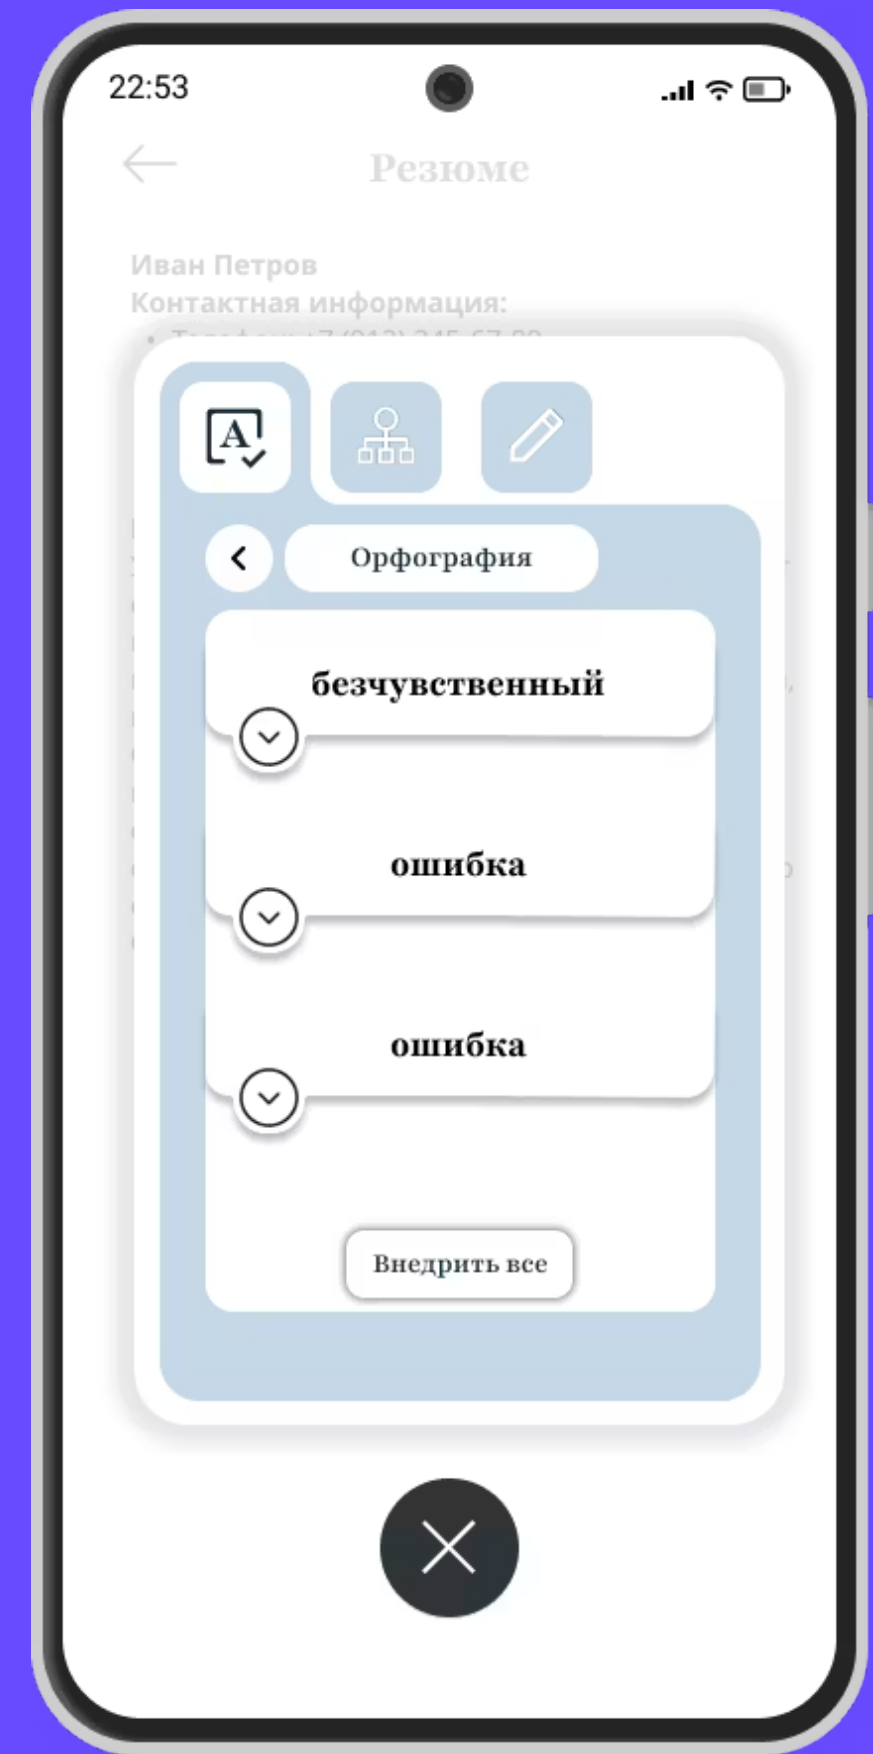 22:53
Резюме
Иван Петров
Контактная информация:
A
Орфография
безчувственный
ошибка
ошибка
Внедрить все